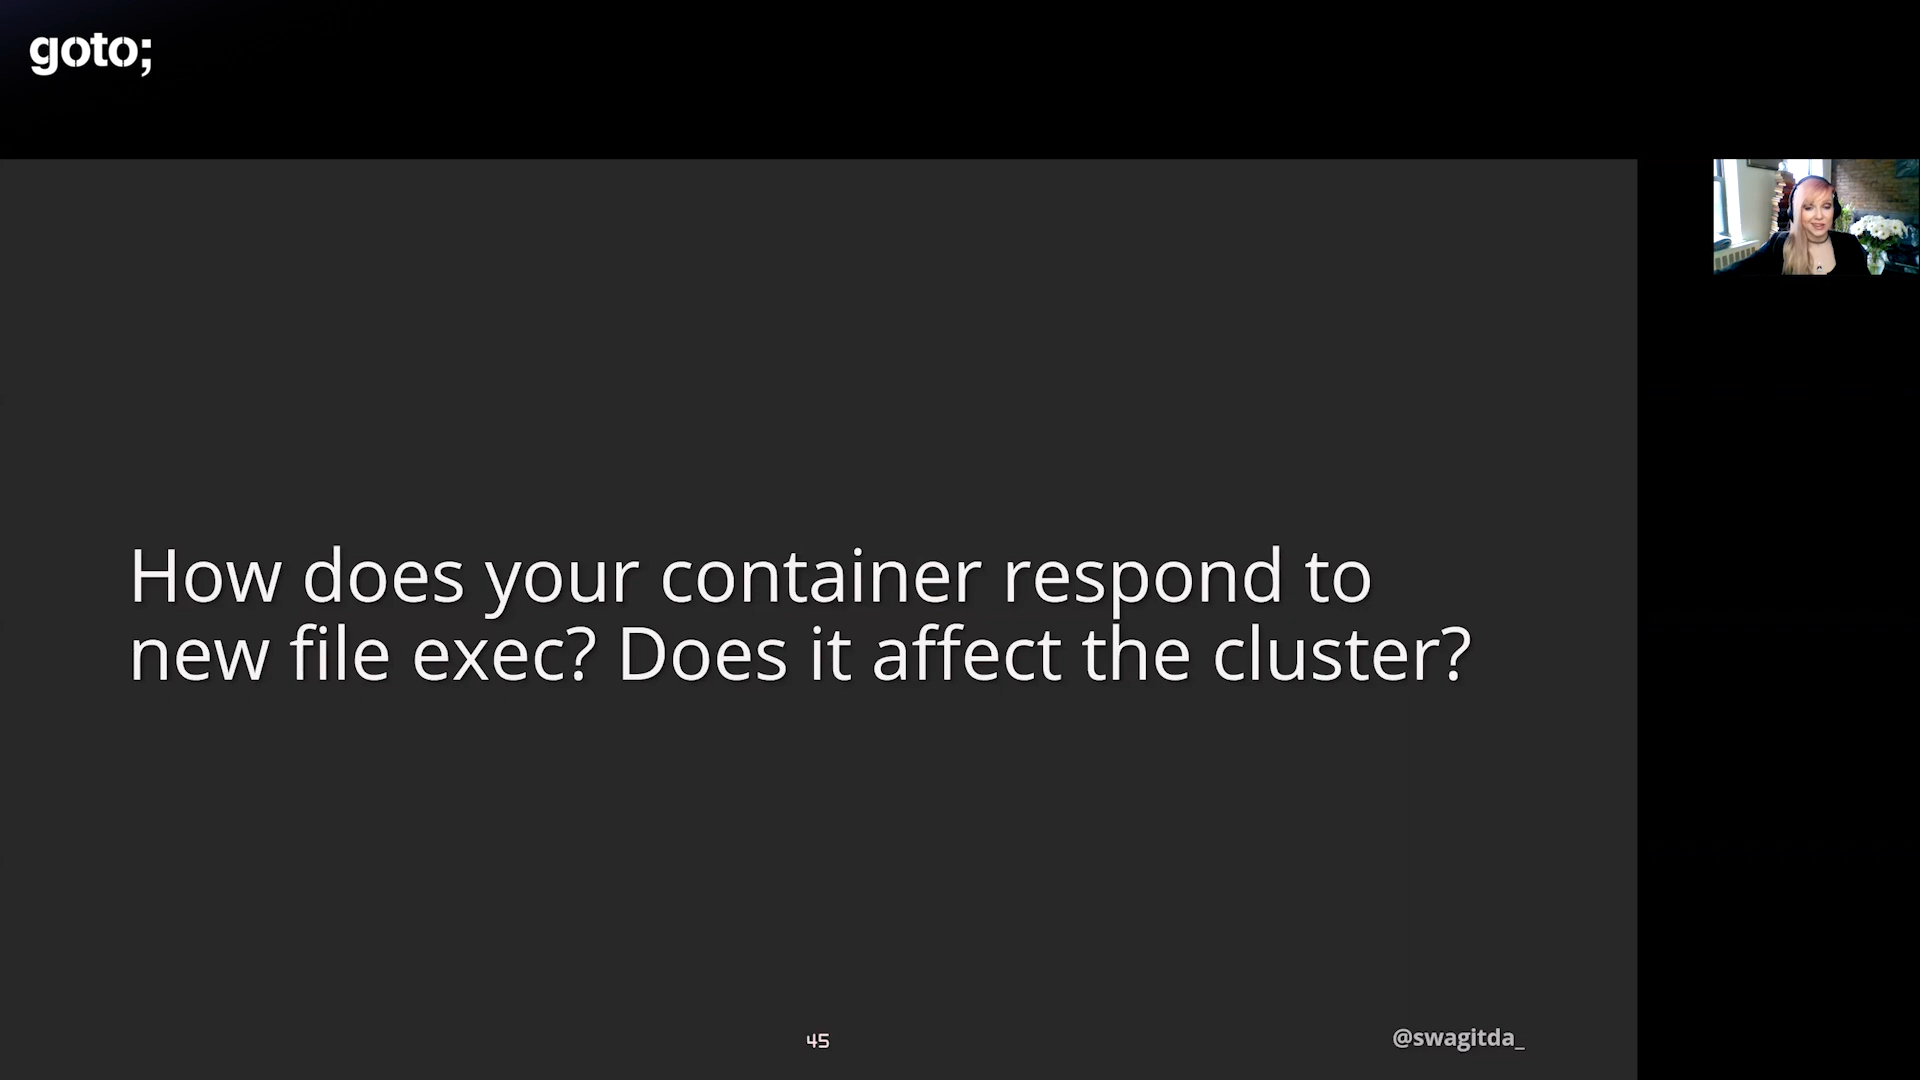 goto;
How does your container respond to
new file exec? Does it affect the cluster?
45
@swagitda_